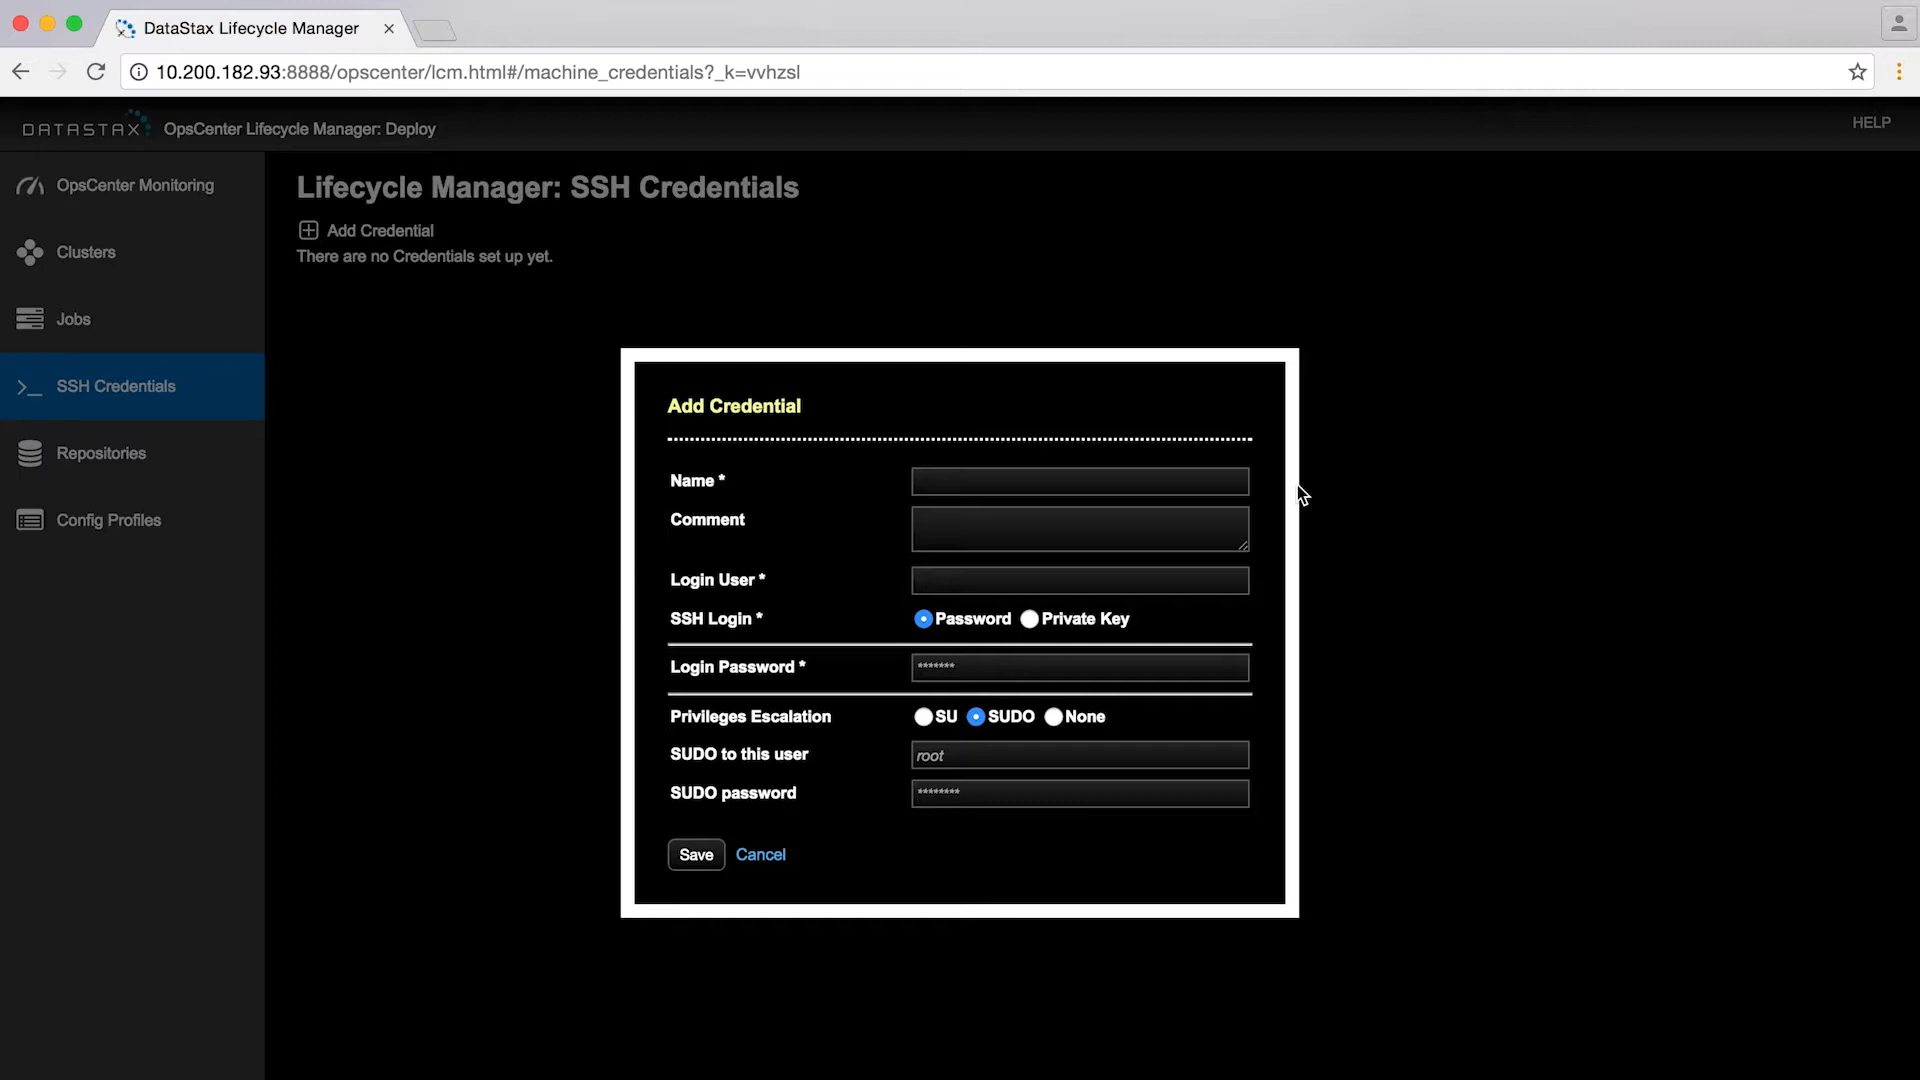 DataStax Lifecycle Manager
10.200.182.93:8888/opscenter/lcm.html#/machine_credentials?_k=vvhzsl
DATASTAX OpsCenter Lifecycle Manager: Deploy
HELP
OpsCenter Monitoring
Clusters
Jobs
SSH Credentials
Repositories
Config Profiles
Lifecycle Manager: SSH Credentials
Add Credential
There are no Credentials set up yet.
Add Credential
Name *
Comment
Login User *
SSH Login * Password Private Key
Login Password * *******
Privileges Escalation SU SUDO None
SUDO to this user root
SUDO password ********
Save Cancel